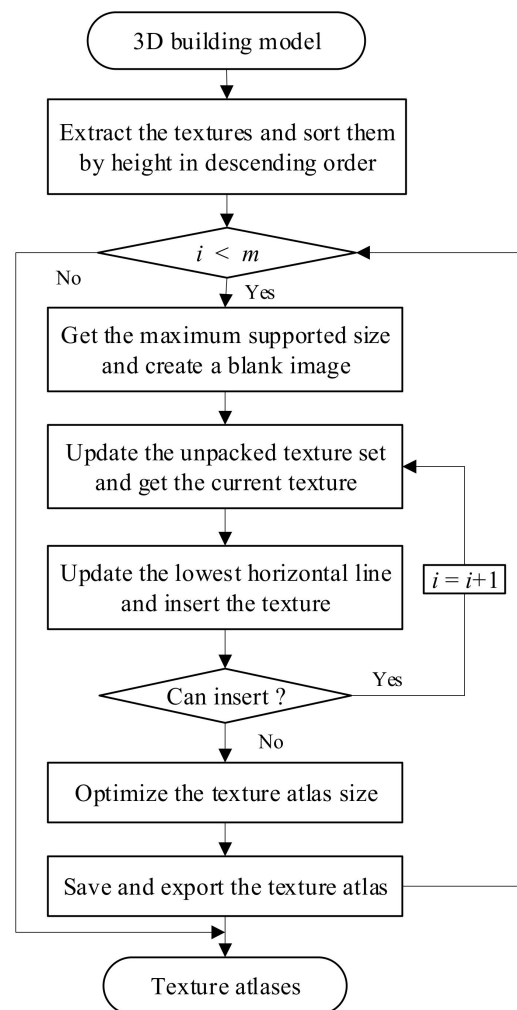 3D building model
Extract the textures and sort them
by height in descending order
i < m
No
Yes
Get the maximum supported size
and create a blank image
Update the unpacked texture set
and get the current texture
Update the lowest horizontal line
and insert the texture
i = i+1
Can insert ?
Yes
No
Optimize the texture atlas size
Save and export the texture atlas
Texture atlases